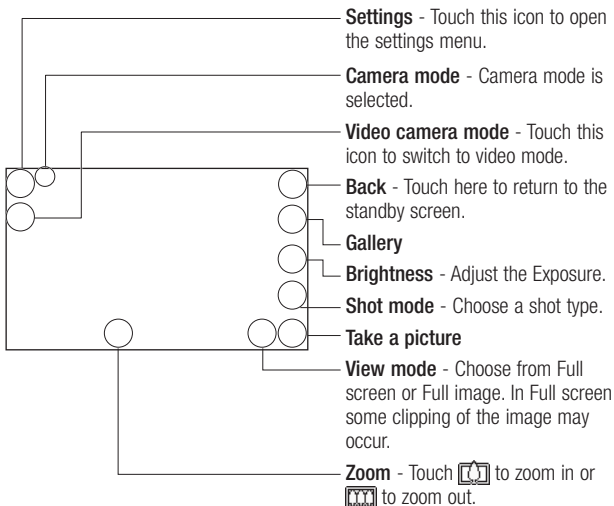 Settings - Touch this icon to open
the settings menu.
Camera mode - Camera mode is
selected.
Video camera mode - Touch this
icon to switch to video mode.
Back - Touch here to return to the
standby screen.
Gallery
Brightness - Adjust the Exposure.
Shot mode - Choose a shot type.
Take a picture
View mode - Choose from Full
screen or Full image. In Full screen
some clipping of the image may
occur.
Zoom - Touch to zoom in or
to zoom out.